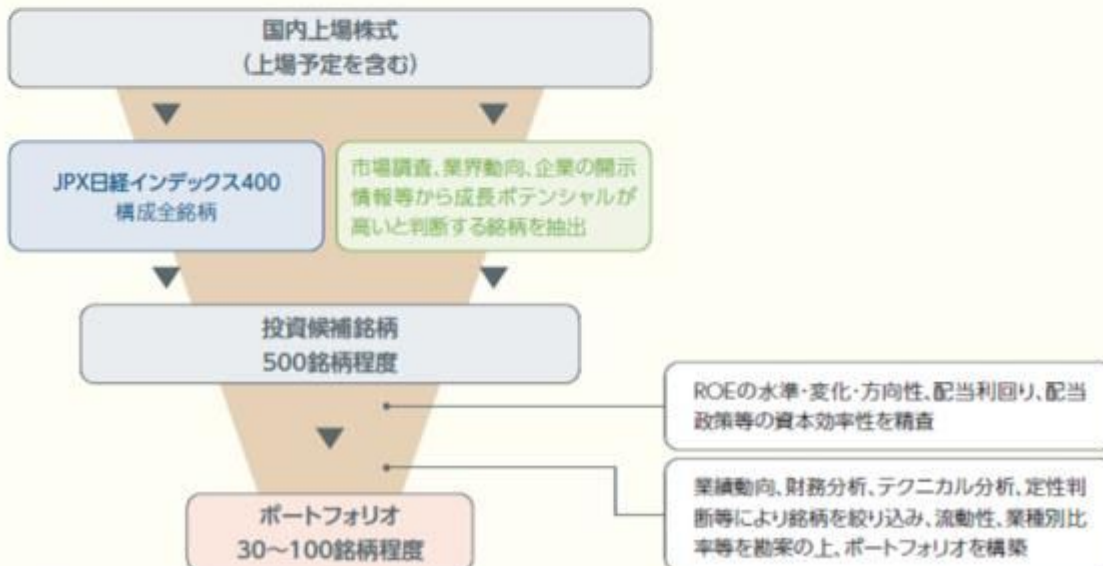 国内上場株式
(上場予定を含む)
JPX日経インデックス400
構成全銘柄
市場調査、業界動向、企業の開示
情報等から成長ポテンシャルが
高いと判断する銘柄を抽出
投資候補銘柄
500銘柄程度
ROEの水準・変化・方向性、配当利回り、配当
政策等の資本効率性を精査
業績動向、財務分析、テクニカル分析、定性判
断等により銘柄を絞り込み、流動性、業種別比
率等を勘案の上、ポートフォリオを構築
ポートフォリオ
30〜100銘柄程度